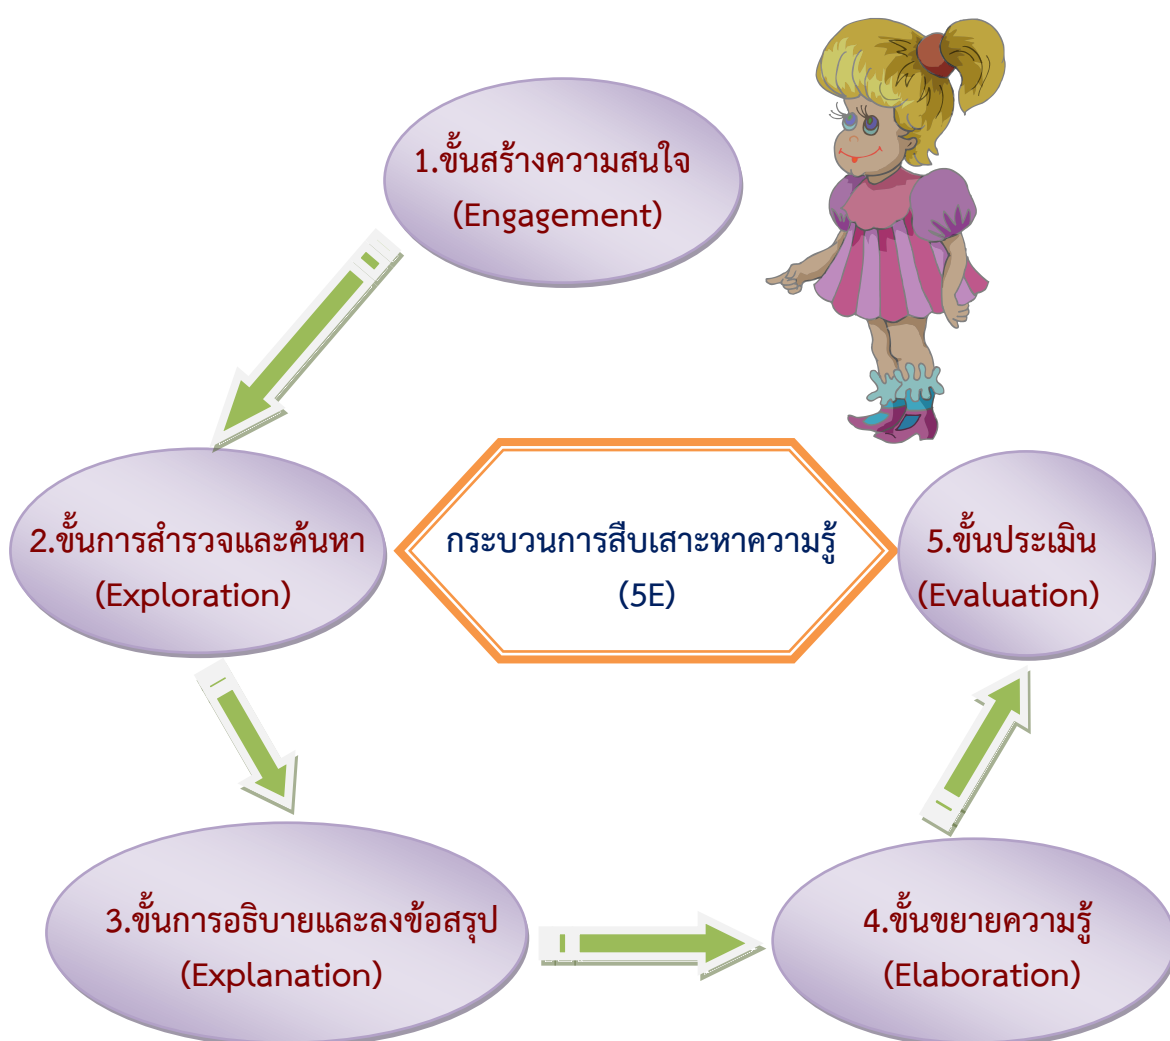 1.ขั้นสร้างความสนใจ
(Engagement)
2.ขั้นการสำรวจและค้นหา
(Exploration)
กระบวนการสืบเสาะหาความรู้
(5E)
5.ขั้นประเมิน
(Evaluation)
3.ขั้นการอธิบายและลงข้อสรุป
(Explanation)
4.ขั้นขยายความรู้
(Elaboration)